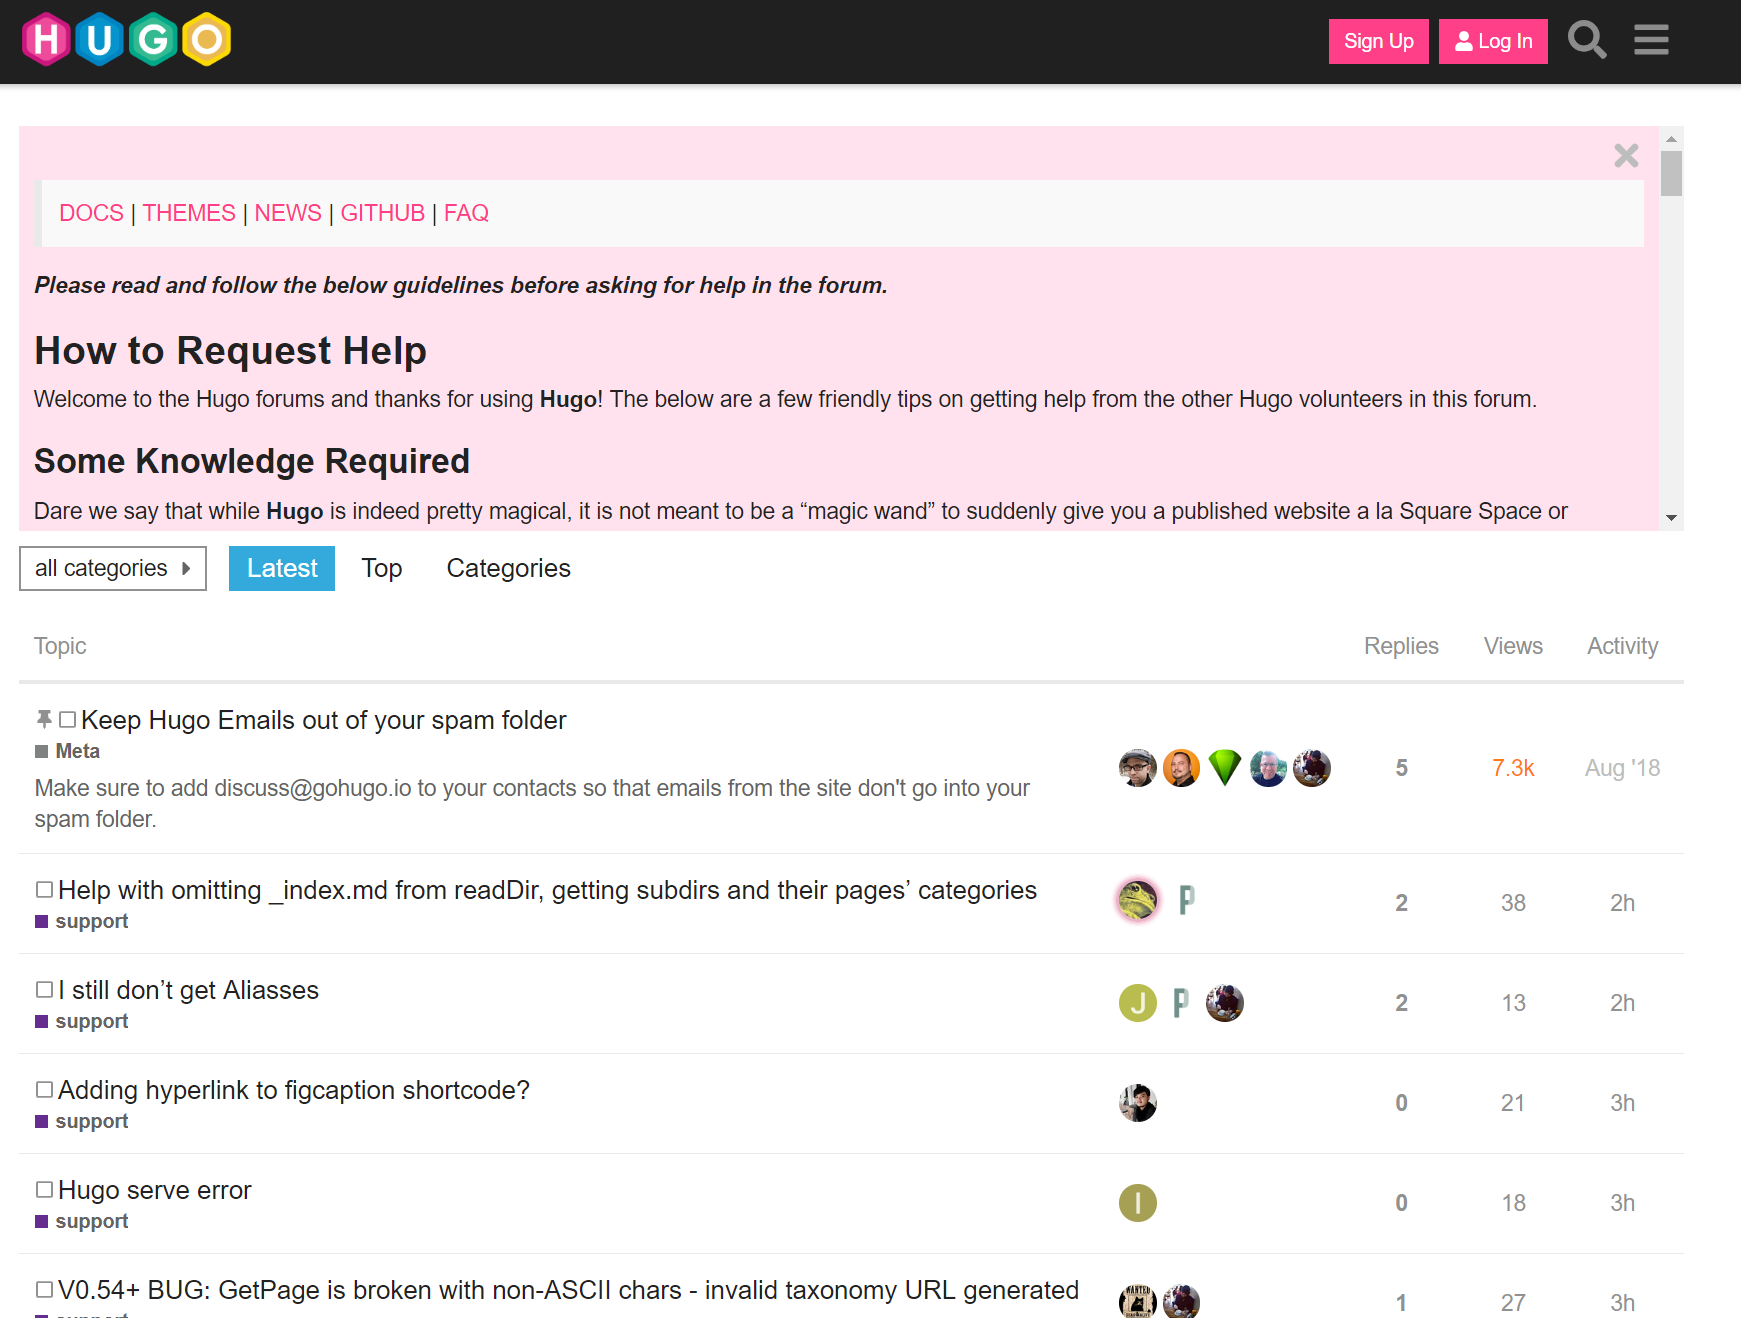 HUGO
Sign Up
Log In
DOCS | THEMES | NEWS | GITHUB | FAQ
Please read and follow the below guidelines before asking for help in the forum.
How to Request Help
Welcome to the Hugo forums and thanks for using Hugo! The below are a few friendly tips on getting help from the other Hugo volunteers in this forum.
Some Knowledge Required
Dare we say that while Hugo is indeed pretty magical, it is not meant to be a “magic wand” to suddenly give you a published website a la Square Space or
all categories Latest Top Categories
Topic Replies Views Activity
Keep Hugo Emails out of your spam folder
Meta
Make sure to add discuss@gohugo.io to your contacts so that emails from the site don't go into your
spam folder.
5 7.3k Aug '18
Help with omitting _index.md from readDir, getting subdirs and their pages’ categories
support
P
2 38 2h
I still don’t get Aliasses
support
J P
2 13 2h
Adding hyperlink to figcaption shortcode?
support
0 21 3h
Hugo serve error
support
I
0 18 3h
V0.54+ BUG: GetPage is broken with non-ASCII chars - invalid taxonomy URL generated
WANTED
1 27 3h